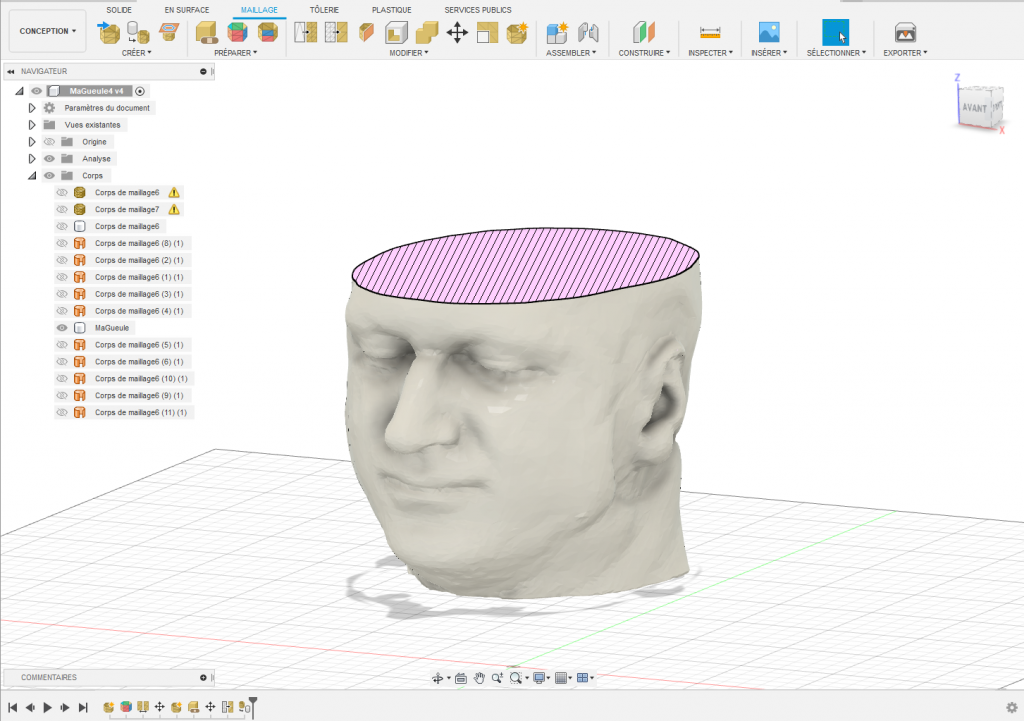 SOLIDE EN SURFACE MAILLAGE TÔLERIE PLASTIQUE SERVICES PUBLICS
CONCEPTION
CRÉER PRÉPARER MODIFIER ASSEMBLER CONSTRUIRE INSPECTER INSÉRER SÉLECTIONNER EXPORTER
NAVIGATEUR
MaGueule4 v4
Paramètres du document
Vues existantes
Origine
Analyse
Corps
Corps de maillage6
Corps de maillage7
Corps de maillage6
Corps de maillage6 (8) (1)
Corps de maillage6 (2) (1)
Corps de maillage6 (1) (1)
Corps de maillage6 (3) (1)
Corps de maillage6 (4) (1)
MaGueule
Corps de maillage6 (5) (1)
Corps de maillage6 (6) (1)
Corps de maillage6 (10) (1)
Corps de maillage6 (9) (1)
Corps de maillage6 (11) (1)
Z
AVANT
X
COMMENTAIRES